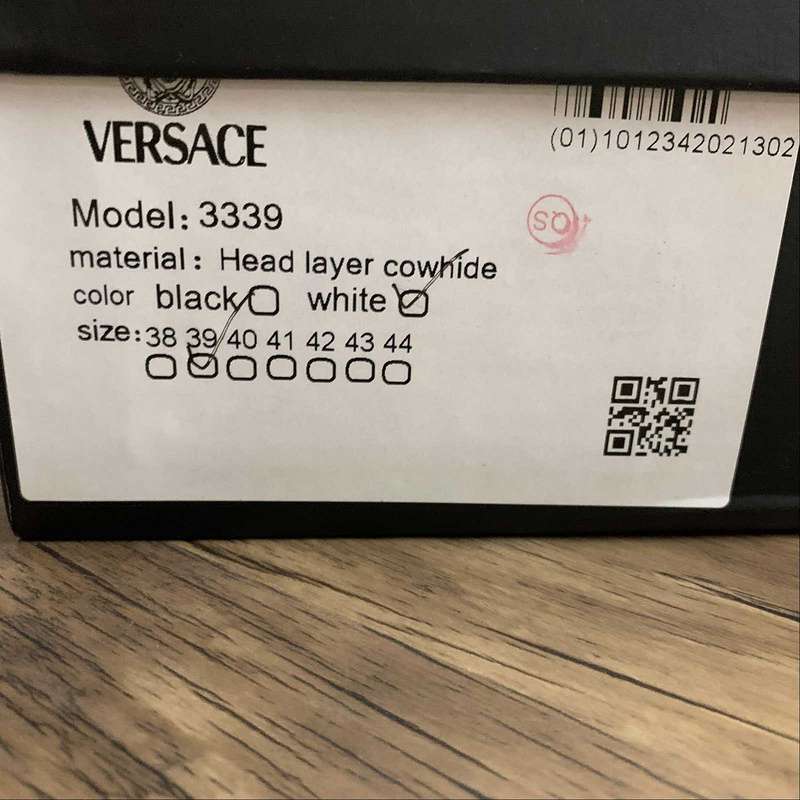 VERSACE
(01)1012342021302
Model: 3339
material: Head layer cowhide
color black white
size: 38 39 40 41 42 43 44